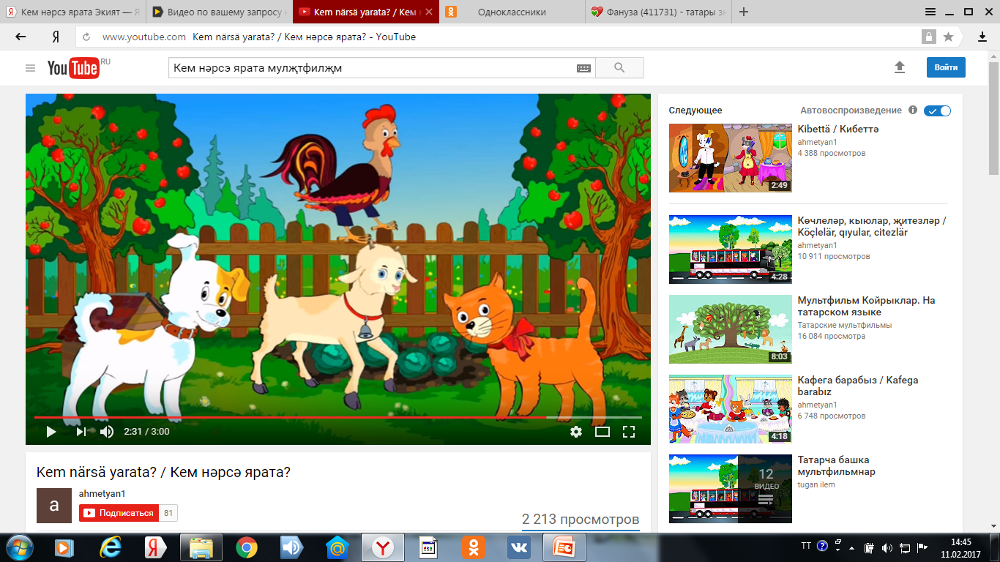 Кем нәрсә ярата Экият — Я
Видео по вашему запросу
Kem närsä yarata? / Кем н
Одноклассники
Фануза (411731) - татары зн
Я www.youtube.com Kem närsä yarata? / Кем нәрсә ярата? - YouTube
YouTube RU
Кем нәрсэ ярата мулҗтфилҗм
Войти
Следующее
Автовоспроизведение
Kibettä / Кибеттә
ahmetyan1
4 388 просмотров
2:49
Көчлеләр, кыюлар, җитезләр /
Köçlelär, qıyular, citezlär
ahmetyan1
10 911 просмотров
4:28
Мультфильм Койрыклар. На
татарском языке
Татарские мультфильмы
16 084 просмотра
8:03
Кафега барабыз / Kafega
barabız
ahmetyan1
6 748 просмотров
4:18
Татарча башка
мультфильмнар
tugan ilem
12
ВИДЕО
2:31 / 3:00
Kem närsä yarata? / Кем нәрсә ярата?
a
ahmetyan1
Подписаться 81
2 213 просмотров
TT
14:45
11.02.2017